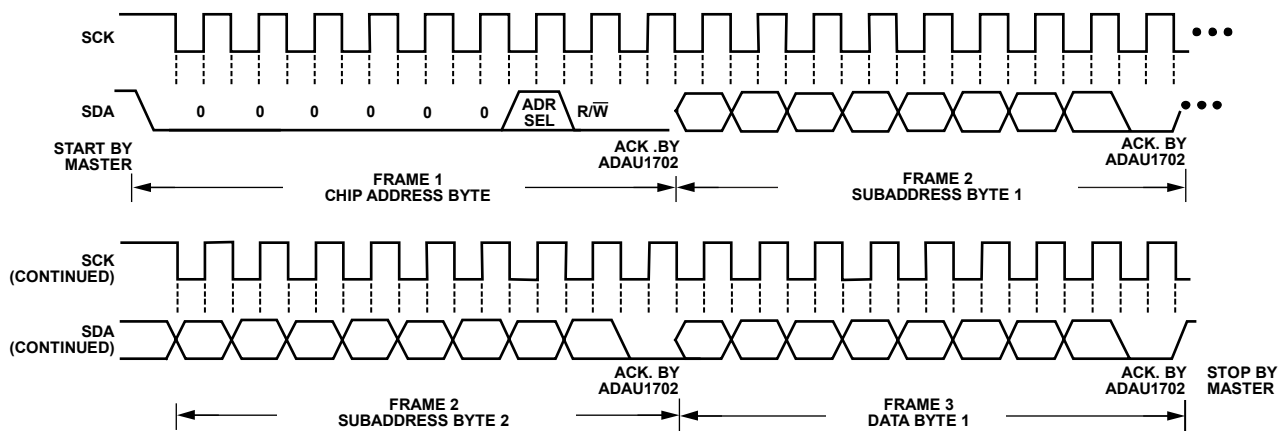 SCK
SDA
0 0 0 0 0 0 ADR SEL R/W̅
START BY
MASTER
ACK .BY
ADAU1702
ACK. BY
ADAU1702
FRAME 1
CHIP ADDRESS BYTE
FRAME 2
SUBADDRESS BYTE 1
SCK
(CONTINUED)
SDA
(CONTINUED)
ACK. BY
ADAU1702
ACK. BY
ADAU1702
STOP BY
MASTER
FRAME 2
SUBADDRESS BYTE 2
FRAME 3
DATA BYTE 1